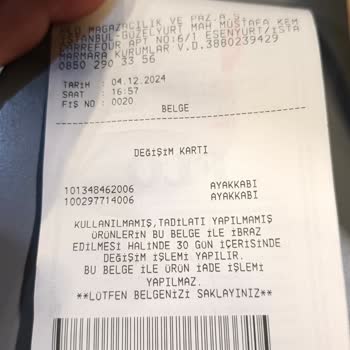 FLO MAĞAZACILIK VE PAZ.A.Ş
İSTANBUL-GÜZELYURT MAH MUSTAFA KEM
CARREFOUR APT NO:6/1 ESENYURT/İSTA
MARMARA KURUMLAR V.D.3880239429
0850 290 33 56
TARİH : 04.12.2024
SAAT : 16:57
FİŞ NO : 0020
BELGE
DEĞİŞİM KARTI
101348462006 AYAKKABI
100297714006 AYAKKABI
KULLANILMAMIŞ,TADİLATI YAPILMAMIŞ
ÜRÜNLERİN BU BELGE İLE İBRAZ
EDİLMESİ HALİNDE 30 GÜN İÇERİSİNDE
DEĞİŞİM İŞLEMİ YAPILIR.
BU BELGE İLE ÜRÜN İADE İŞLEMİ
YAPILMAZ.
**LÜTFEN BELGENİZİ SAKLAYINIZ**